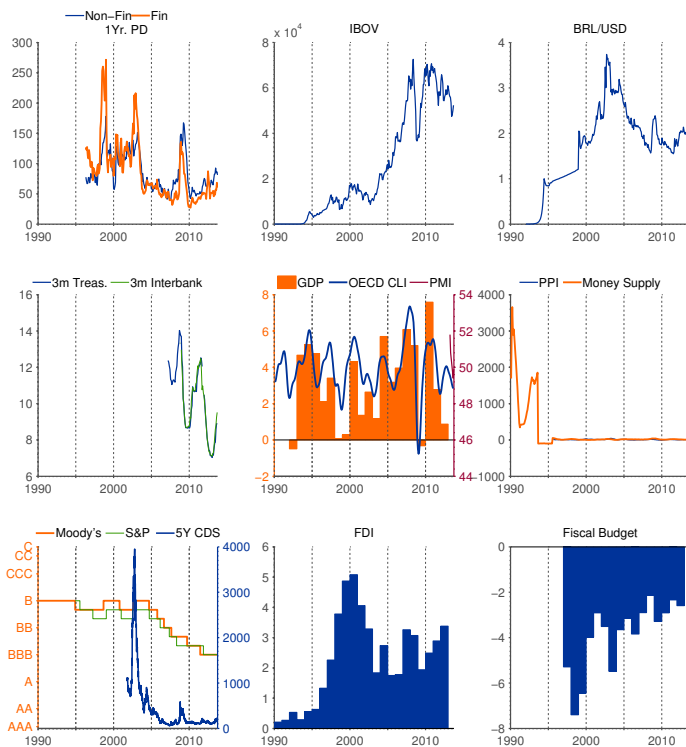 Non-Fin Fin
1Yr. PD
300
250
200
150
100
50
0
1990 2000 2010
IBOV
8 x 10^4
6
4
2
0
1990 2000 2010
BRL/USD
4
3
2
1
0
1990 2000 2010
3m Treas. 3m Interbank
16
14
12
10
8
6
1990 2000 2010
GDP OECD CLI PMI
8 54
6 52
4 50
2 48
0 46
-2 44
1990 2000 2010
PPI Money Supply
4000
3000
2000
1000
0
-1000
1990 2000 2010
Moody's S&P 5Y CDS
C 4000
CC
CCC
3000
B
2000
BB
BBB
1000
A
AA
AAA 0
1990 2000 2010
FDI
6
5
4
3
2
1
0
1990 2000 2010
Fiscal Budget
0
-2
-4
-6
-8
1990 2000 2010